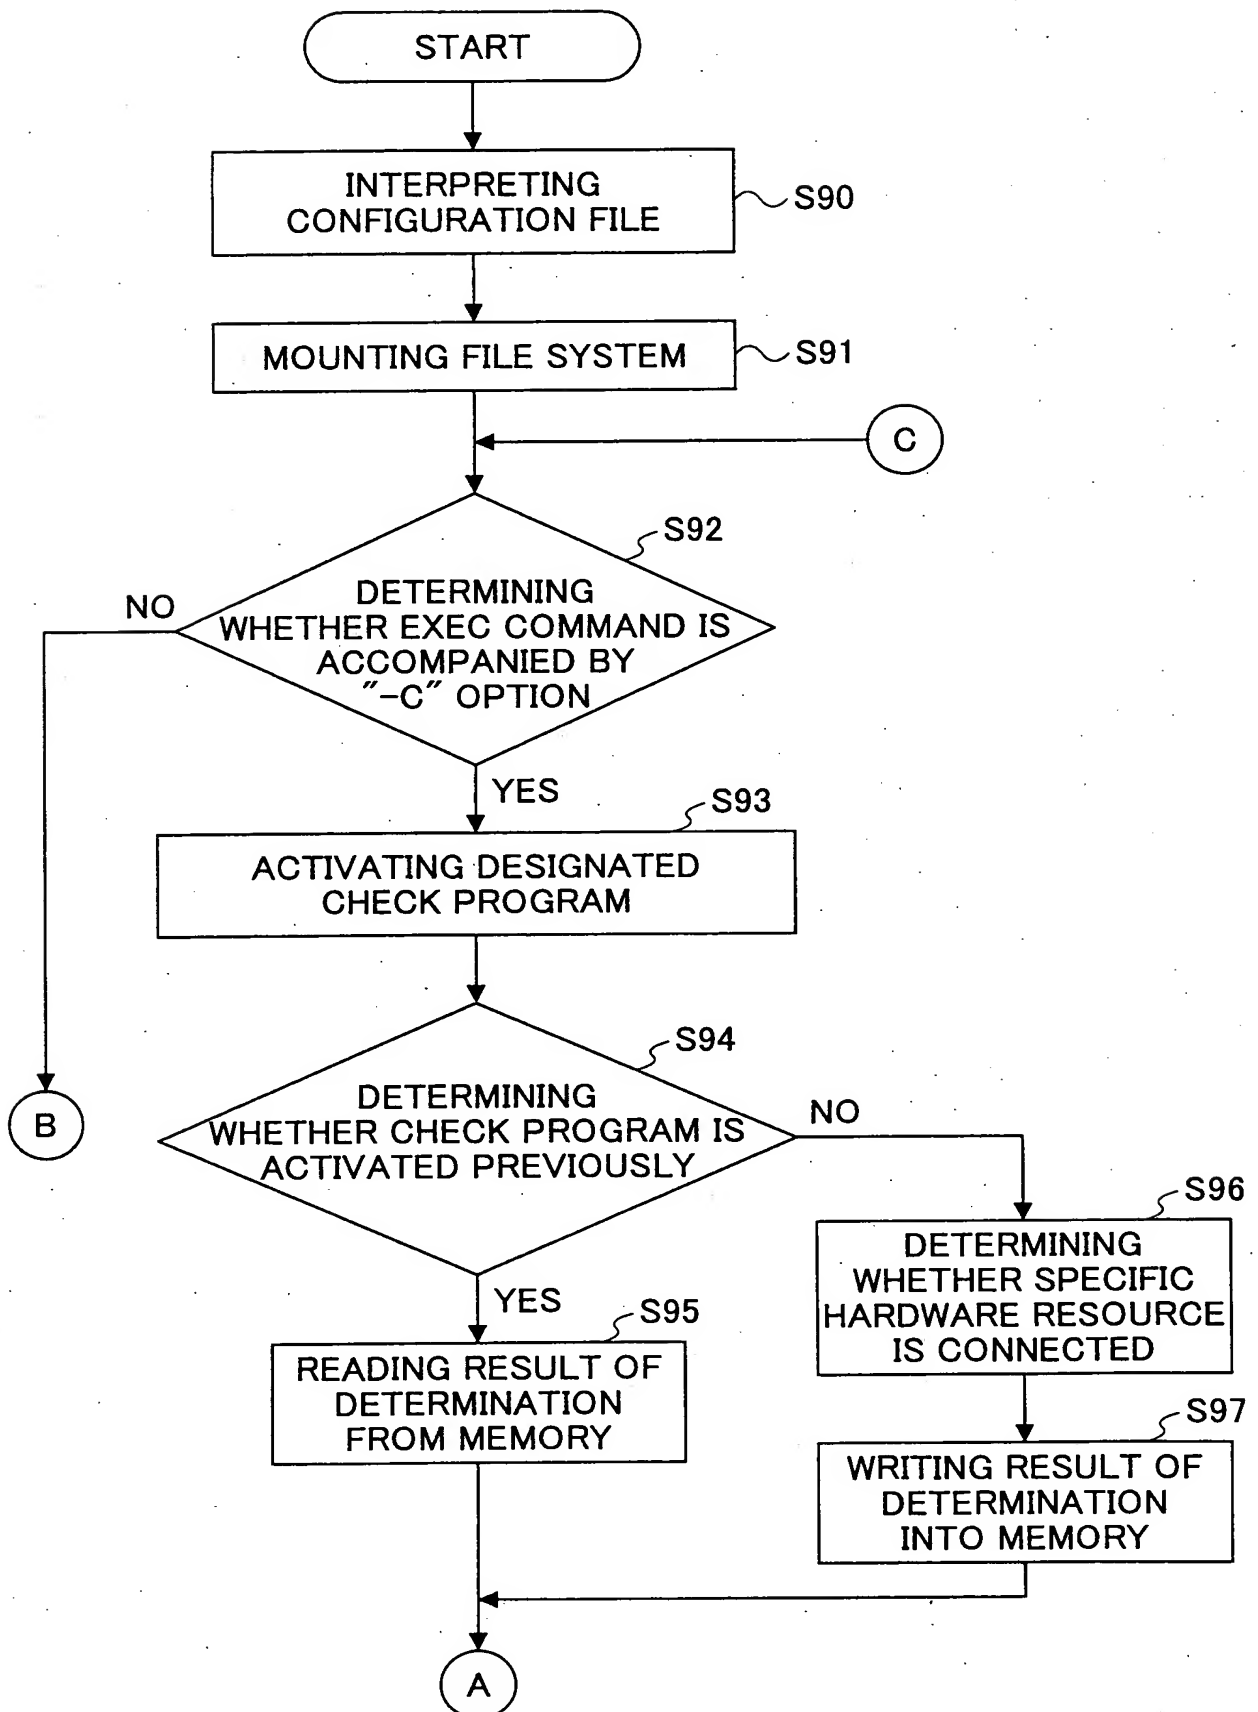 START
INTERPRETING
CONFIGURATION FILE
S90
MOUNTING FILE SYSTEM
S91
C
S92
NO
DETERMINING
WHETHER EXEC COMMAND IS
ACCOMPANIED BY
"-C" OPTION
YES
S93
ACTIVATING DESIGNATED
CHECK PROGRAM
S94
B
DETERMINING
WHETHER CHECK PROGRAM IS
ACTIVATED PREVIOUSLY
NO
S96
DETERMINING
WHETHER SPECIFIC
HARDWARE RESOURCE
IS CONNECTED
YES
S95
READING RESULT OF
DETERMINATION
FROM MEMORY
S97
WRITING RESULT OF
DETERMINATION
INTO MEMORY
A